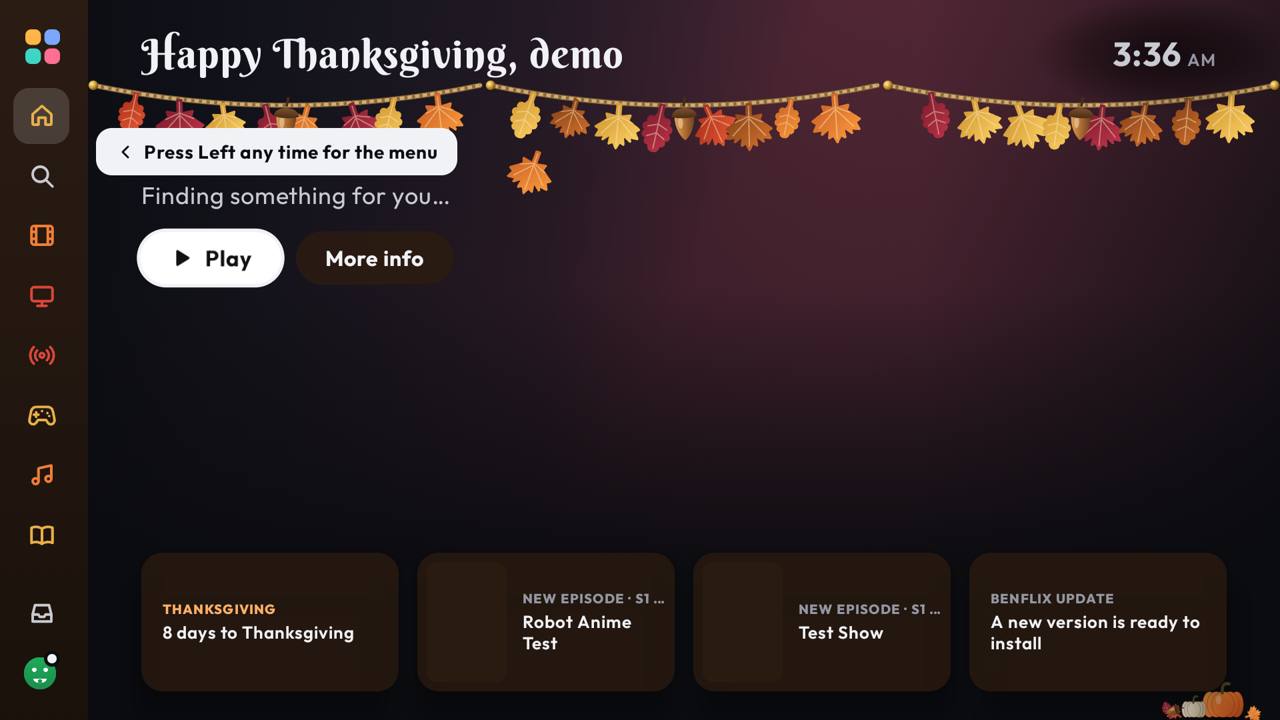 Happy Thanksgiving, demo
3:36 AM
Press Left any time for the menu
Finding something for you…
Play
More info
THANKSGIVING
8 days to Thanksgiving
NEW EPISODE · S1 …
Robot Anime
Test
NEW EPISODE · S1 …
Test Show
BENFLIX UPDATE
A new version is ready to
install